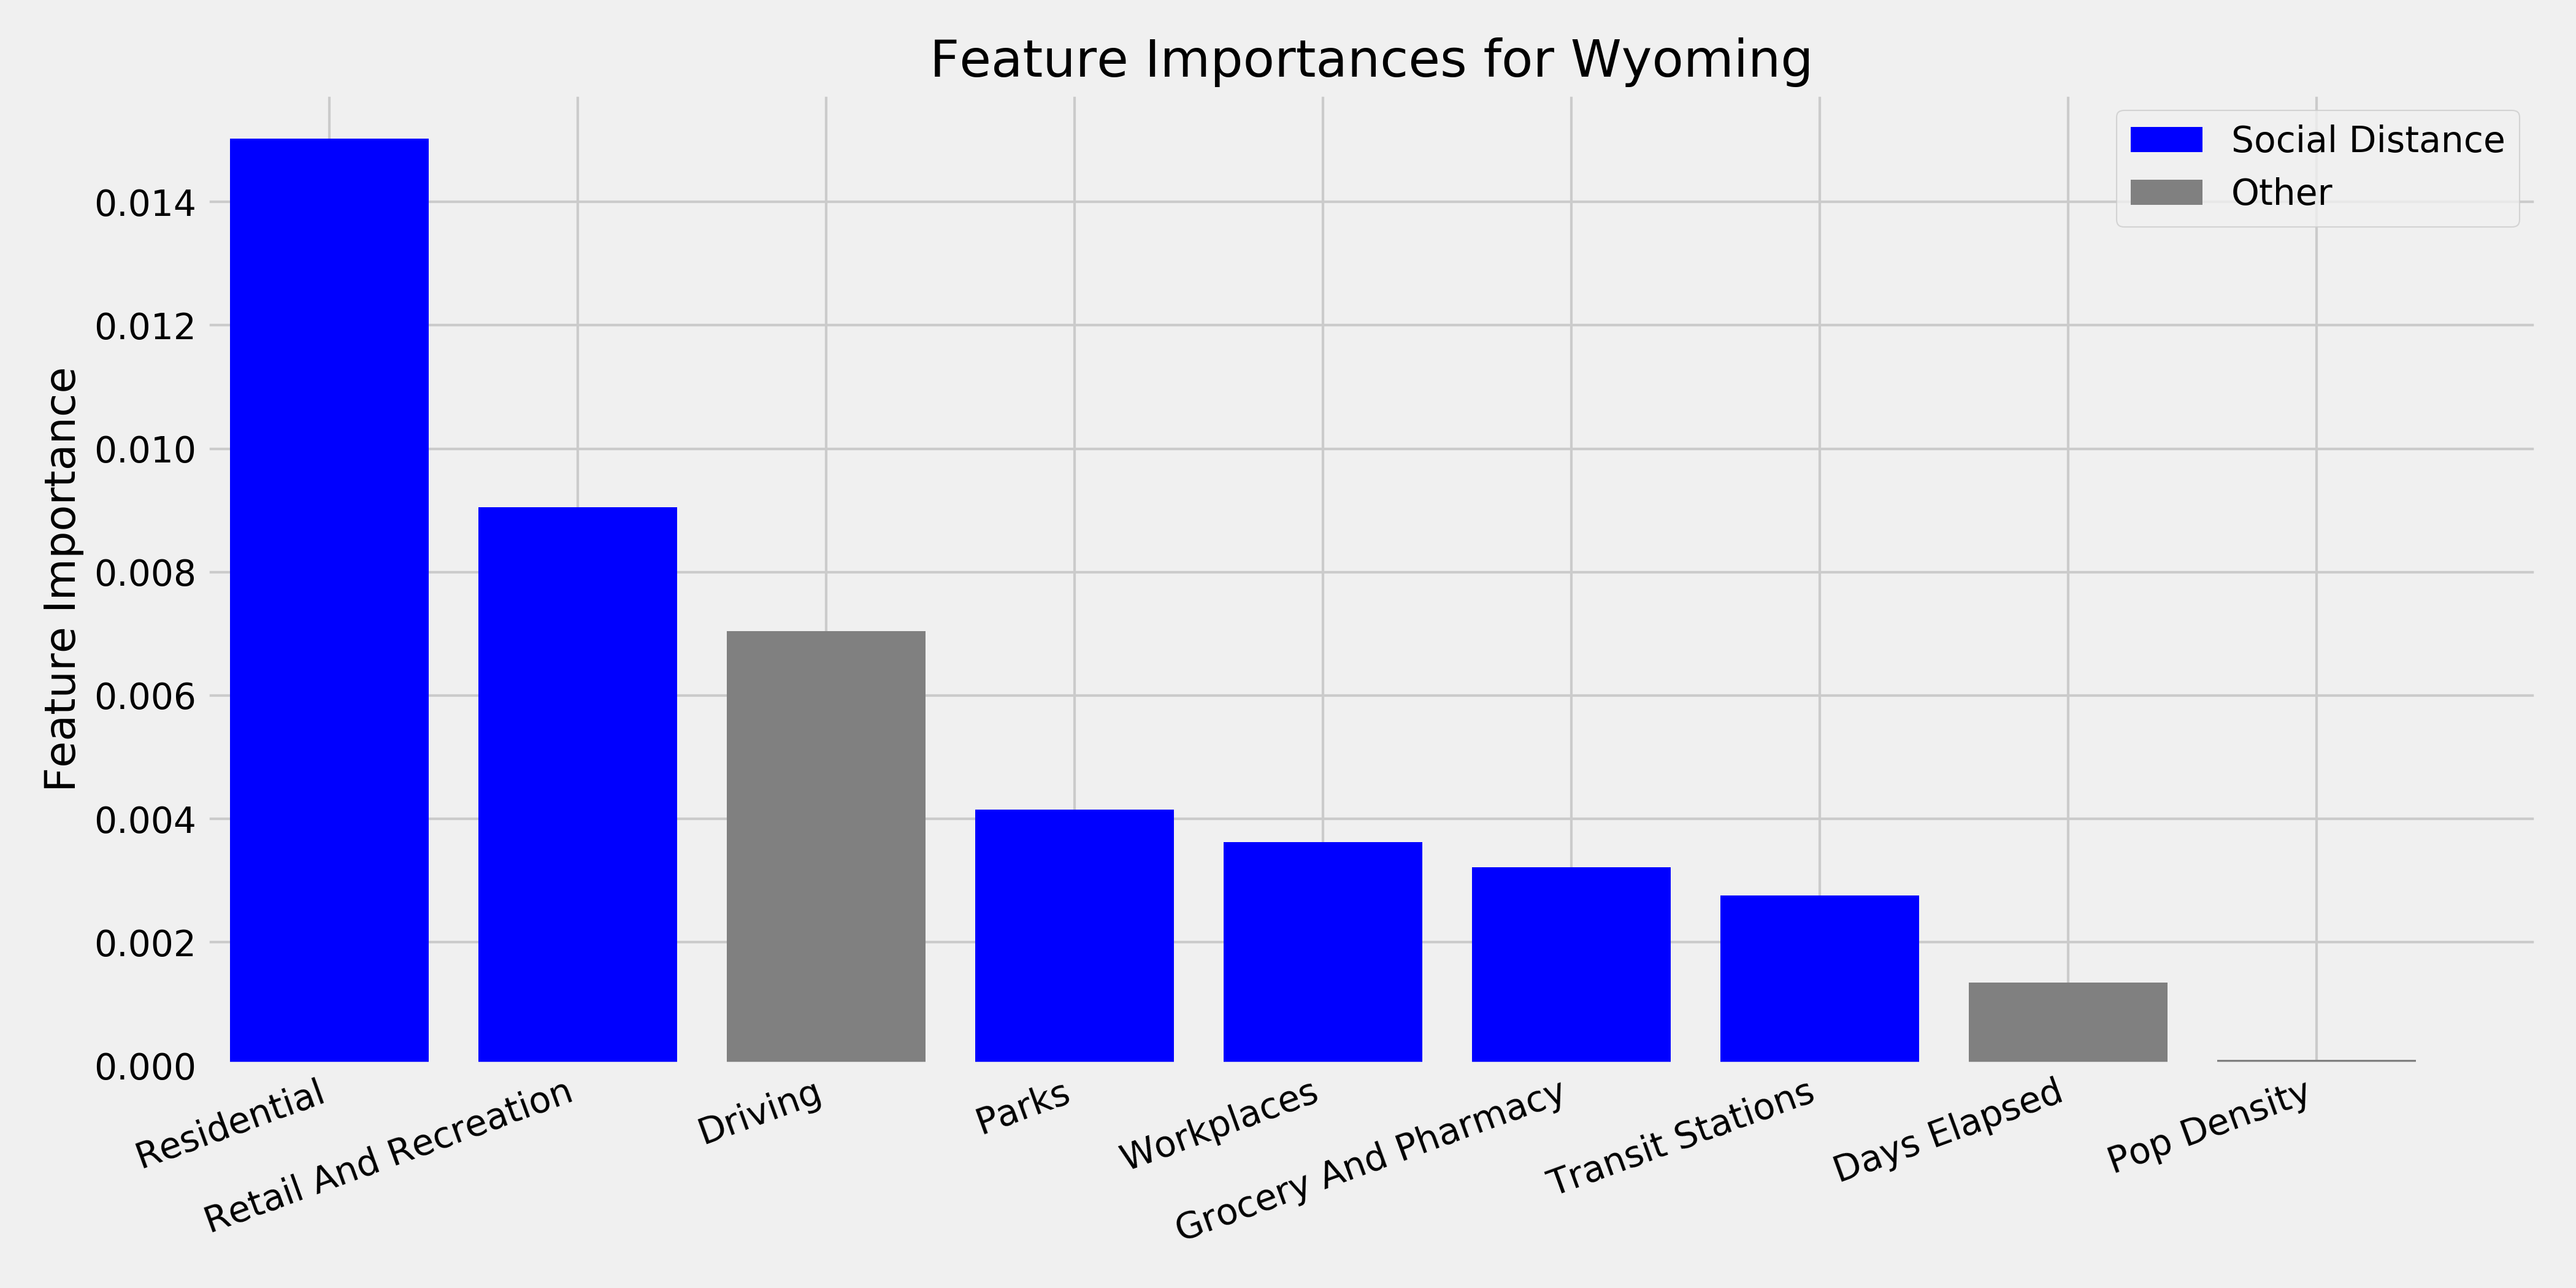 Feature Importances for Wyoming
Social Distance
Other
Feature Importance
0.014
0.012
0.010
0.008
0.006
0.004
0.002
0.000
Residential
Retail And Recreation
Driving
Parks
Workplaces
Grocery And Pharmacy
Transit Stations
Days Elapsed
Pop Density